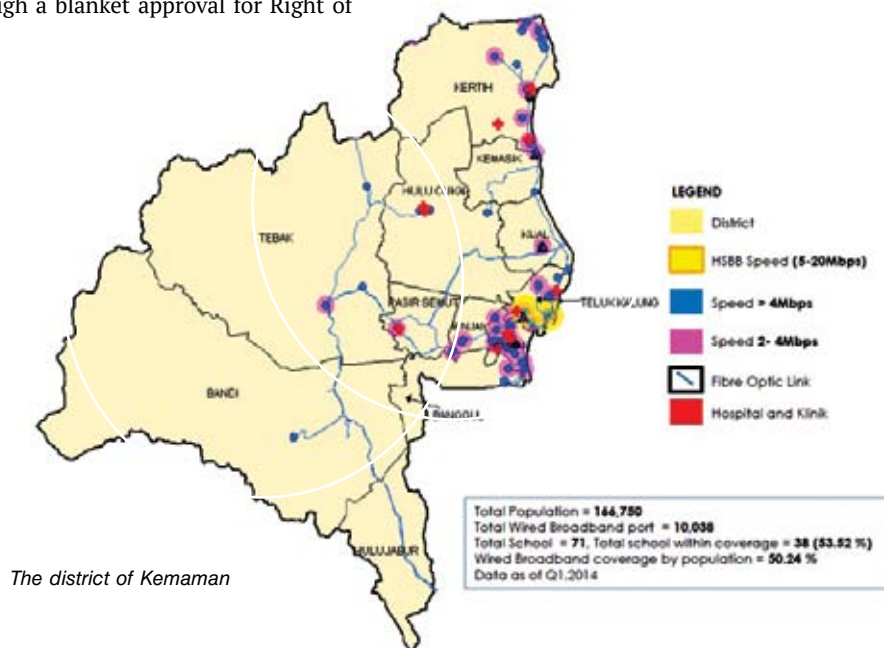 gh a blanket approval for Right of
KERTIH
KEMASIK
HULU CUKAI
TEBAK
KIJAL
PASIR SEMUT
TELUK KALUNG
BINJAI
BANDI
BANGGUL
HULU JABUR
LEGEND
District
HSBB Speed (5-20Mbps)
Speed > 4Mbps
Speed 2- 4Mbps
Fibre Optic Link
Hospital and Klinik
Total Population = 166,750
Total Wired Broadband port = 10,038
Total School = 71, Total school within coverage = 38 (53.52 %)
Wired Broadband coverage by population = 50.24 %
Data as of Q1.2014
The district of Kemaman